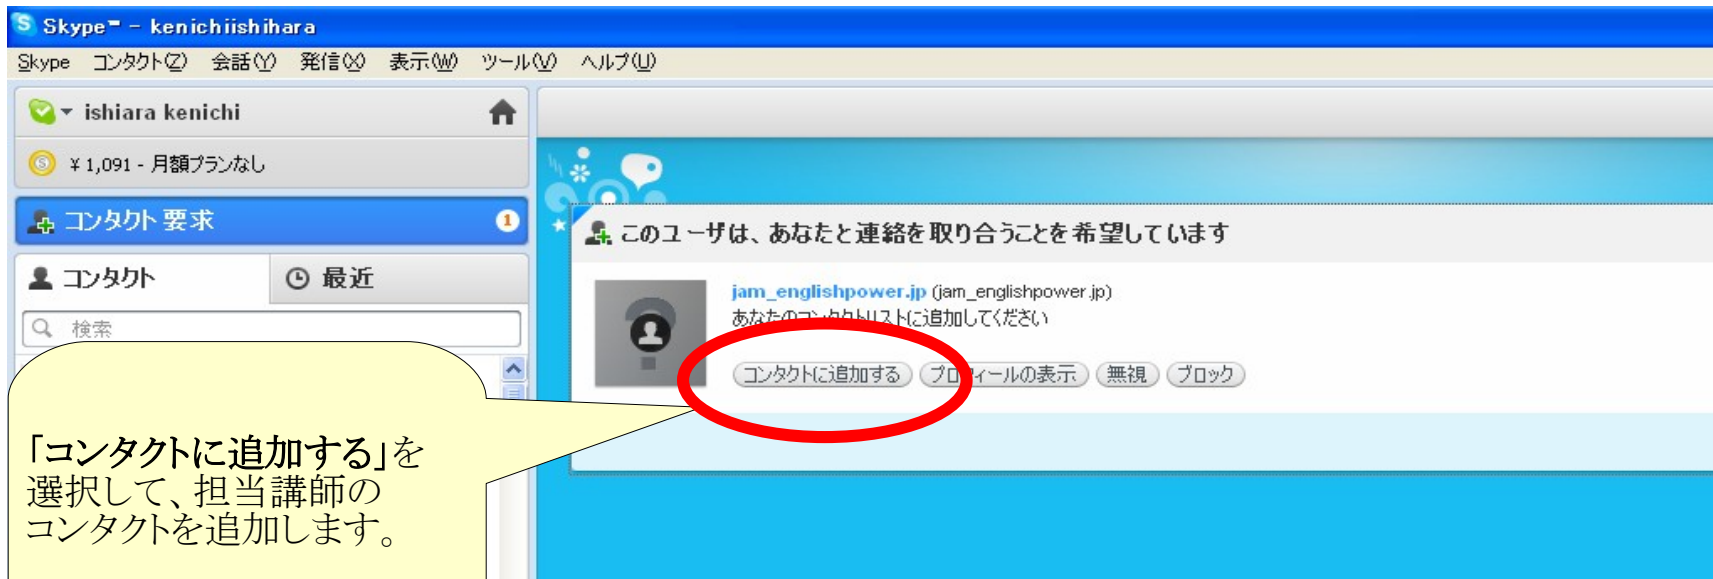 Skype™ - kenichiishihara
Skype コンタクト(Z) 会話(Y) 発信(X) 表示(W) ツール(V) ヘルプ(U)
ishiara kenichi
¥ 1,091 - 月額プランなし
コンタクト要求 1
コンタクト 最近
検索
このユーザは、あなたと連絡を取り合うことを希望しています
jam_englishpower.jp (jam_englishpower.jp)
あなたのコンタクトリストに追加してください
コンタクトに追加する プロフィールの表示 無視 ブロック
「コンタクトに追加する」を
選択して、担当講師の
コンタクトを追加します。